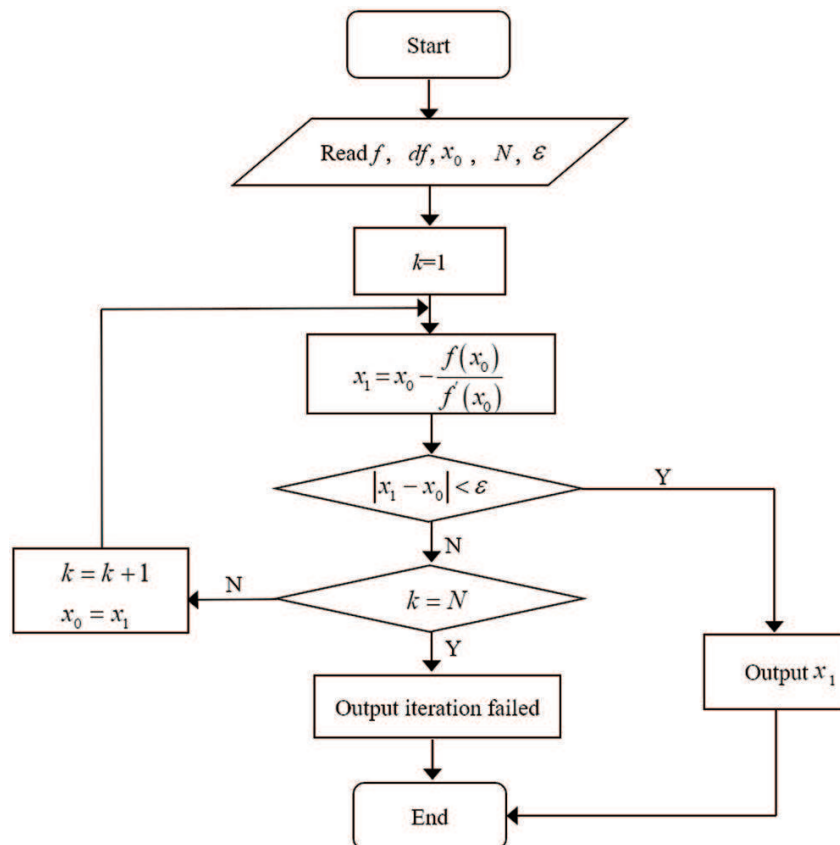 Start
Read f, df, x₀, N, ε
k=1
x₁ = x₀ − f(x₀)/f′(x₀)
|x₁ − x₀| < ε
Y
N
k = k + 1
x₀ = x₁
N
k = N
Y
Output x₁
Output iteration failed
End